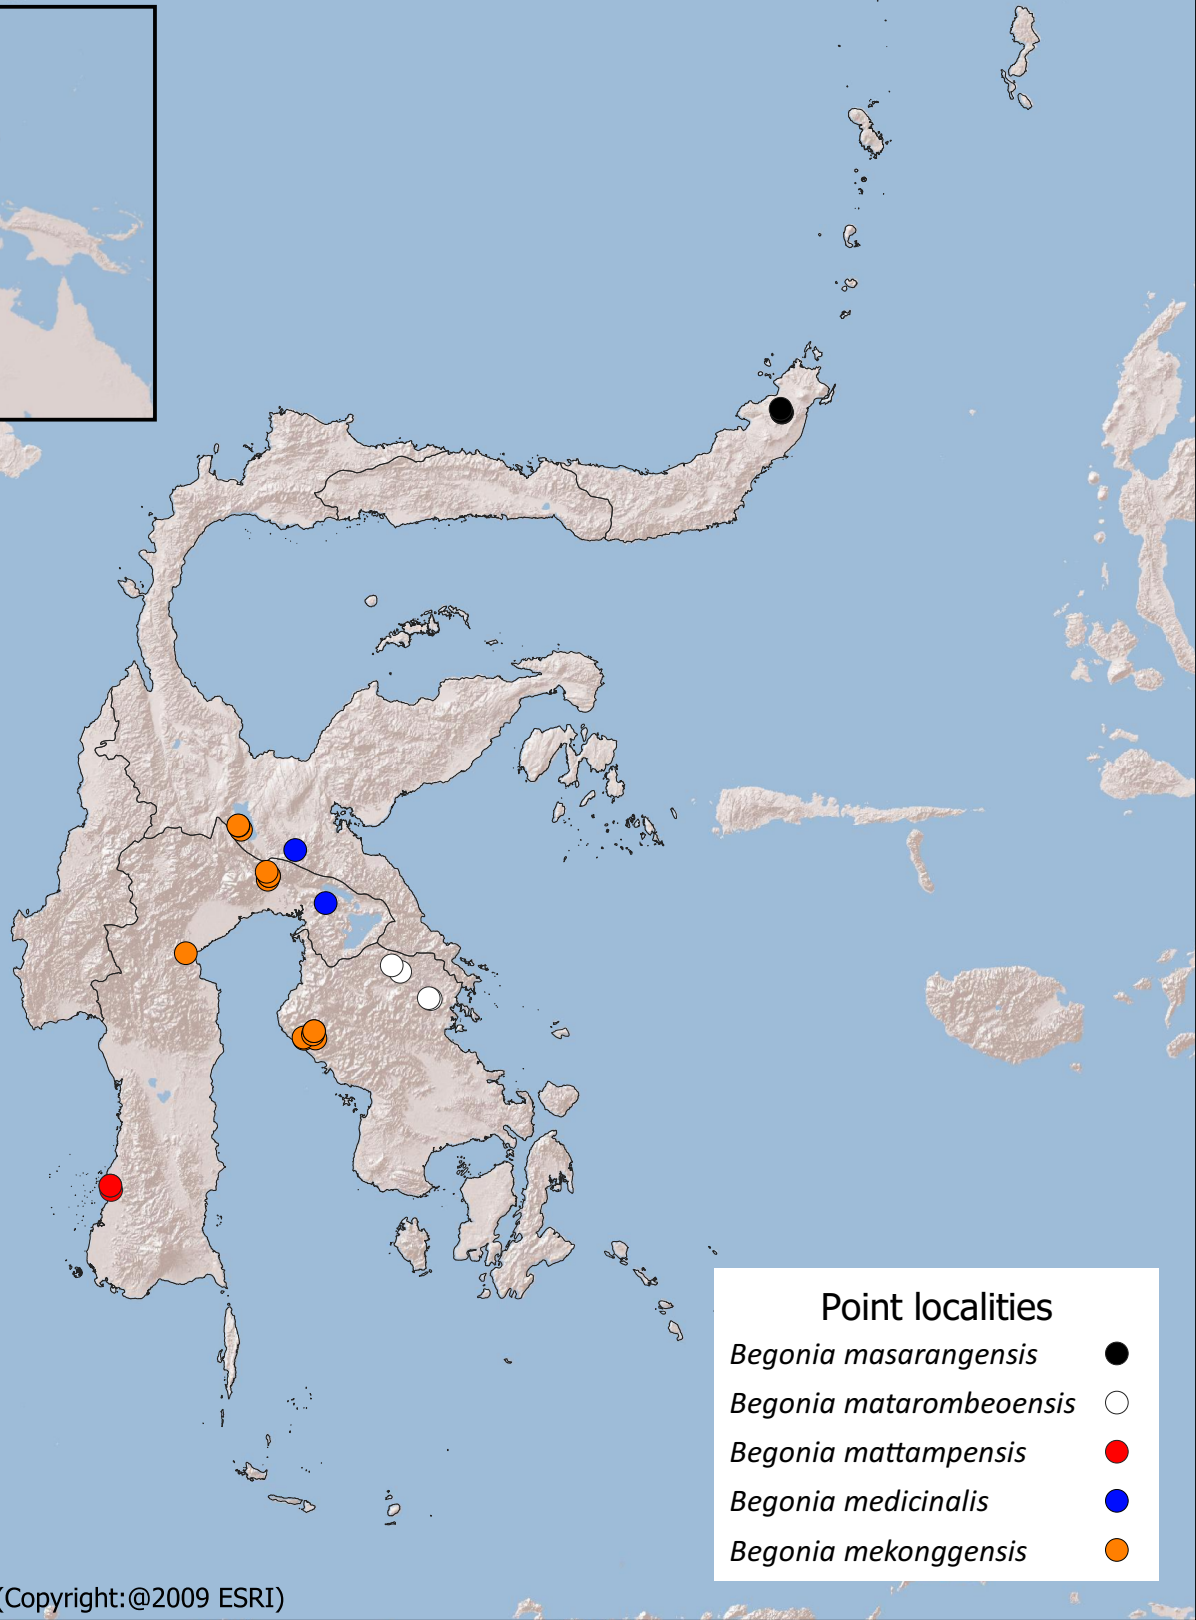 Point localities
Begonia masarangensis
Begonia matarombeoensis
Begonia mattampensis
Begonia medicinalis
Begonia mekonggensis
(Copyright:@2009 ESRI)